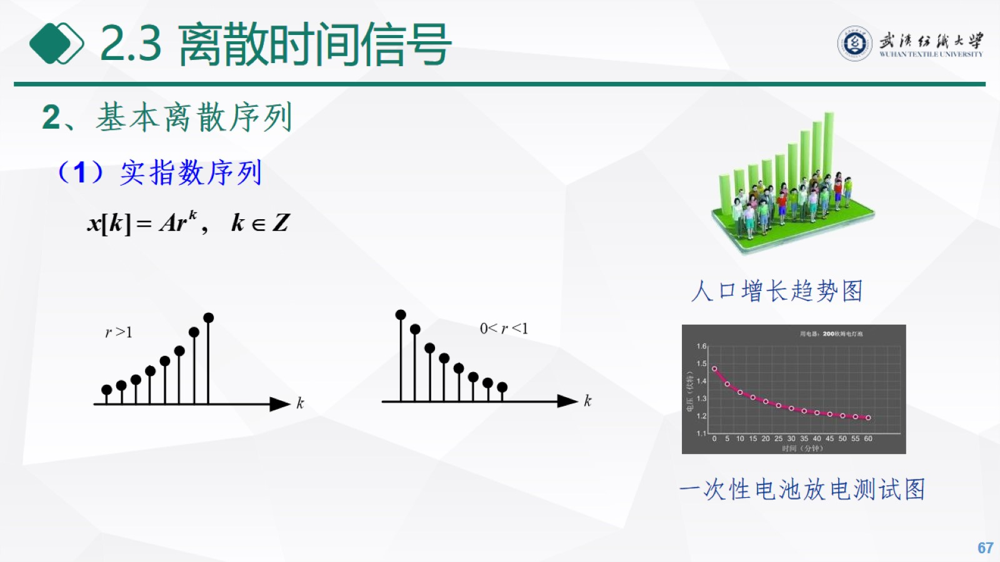 2.3 离散时间信号
武汉纺织大学
WUHAN TEXTILE UNIVERSITY
2、基本离散序列
（1）实指数序列
x[k] = Ar^k , k ∈ Z
人口增长趋势图
r >1
k
0< r <1
k
用电器：200欧姆电灯泡
电压（伏特）
1.6
1.5
1.4
1.3
1.2
1.1
0 5 10 15 20 25 30 35 40 45 50 55 60
时间（分钟）
一次性电池放电测试图
67